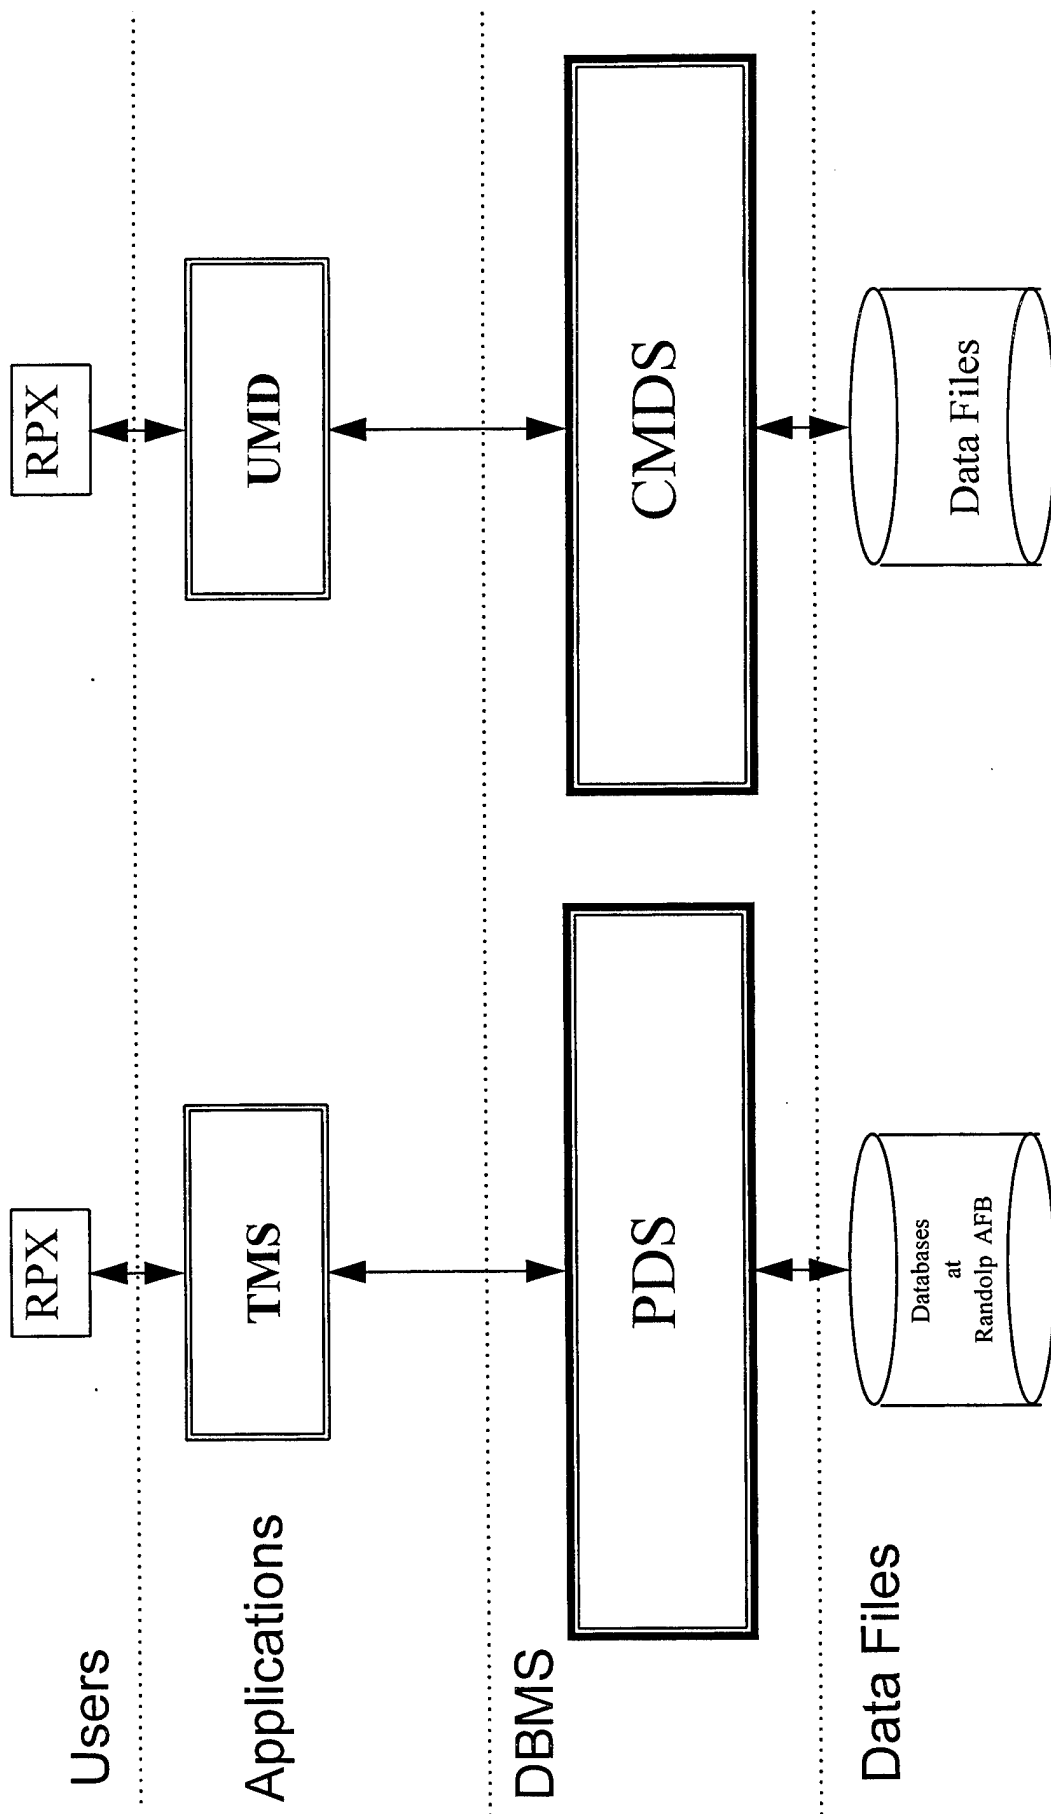 Users
RPX
RPX
Applications
TMS
UMD
DBMS
PDS
CMDS
Data Files
Databases
at
Randolp AFB
Data Files